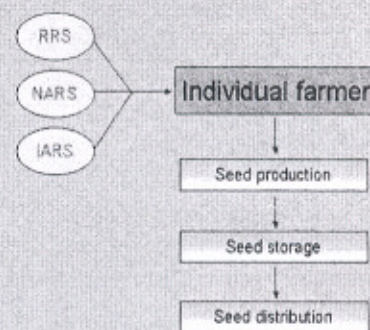 RRS
NARS
IARS
Individual farmer
Seed production
Seed storage
Seed distribution